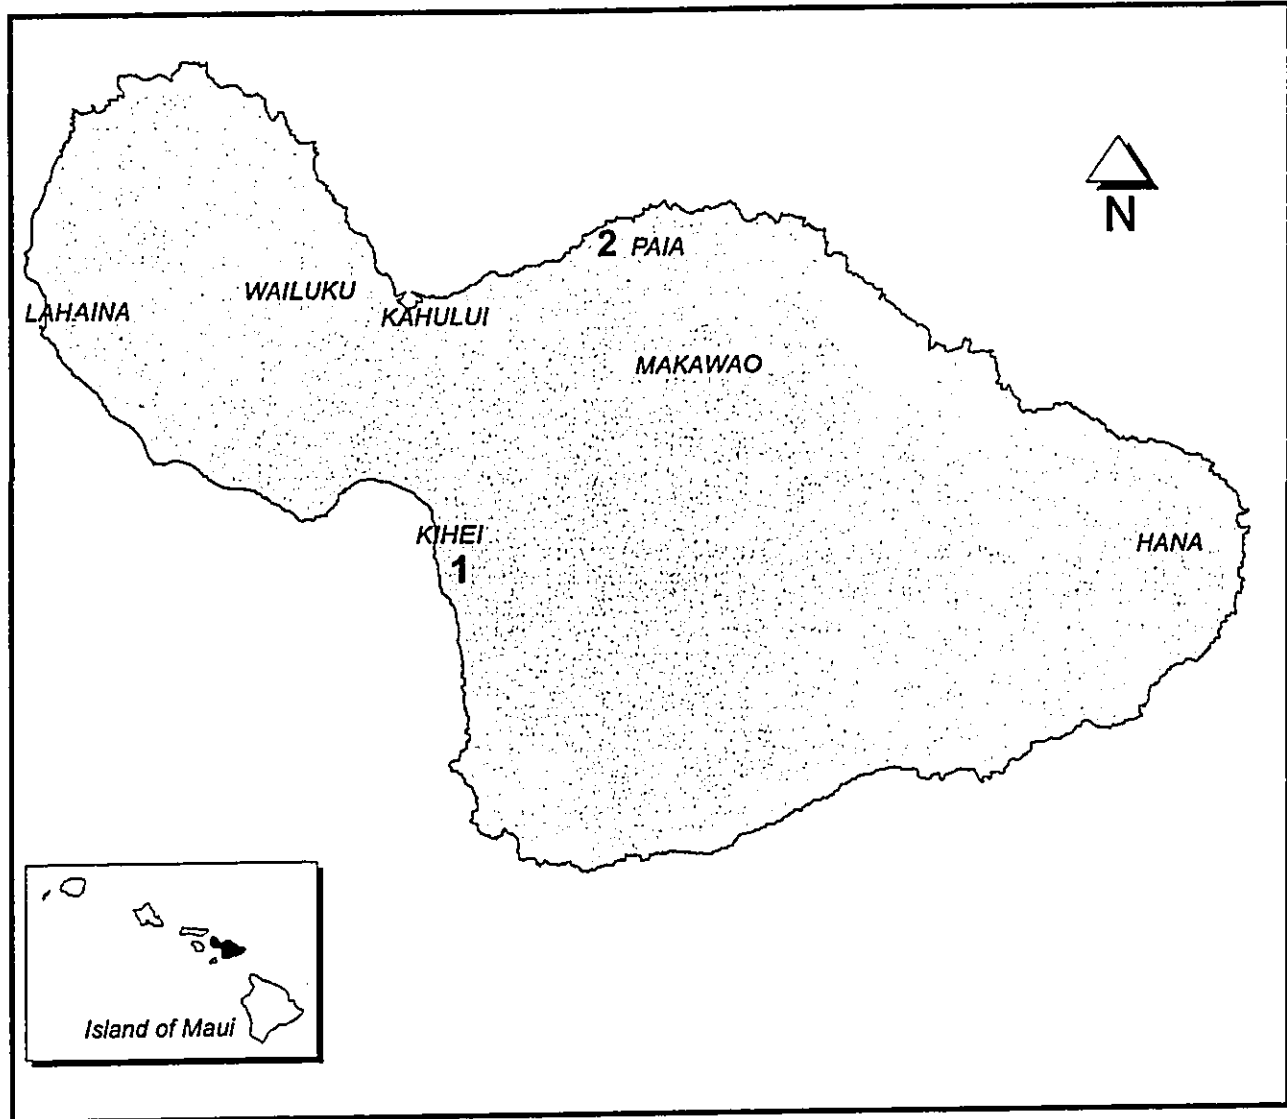 N
2 PAIA
WAILUKU
LAHAINA
KAHULUI
MAKAWAO
KIHEI
HANA
1
Island of Maui